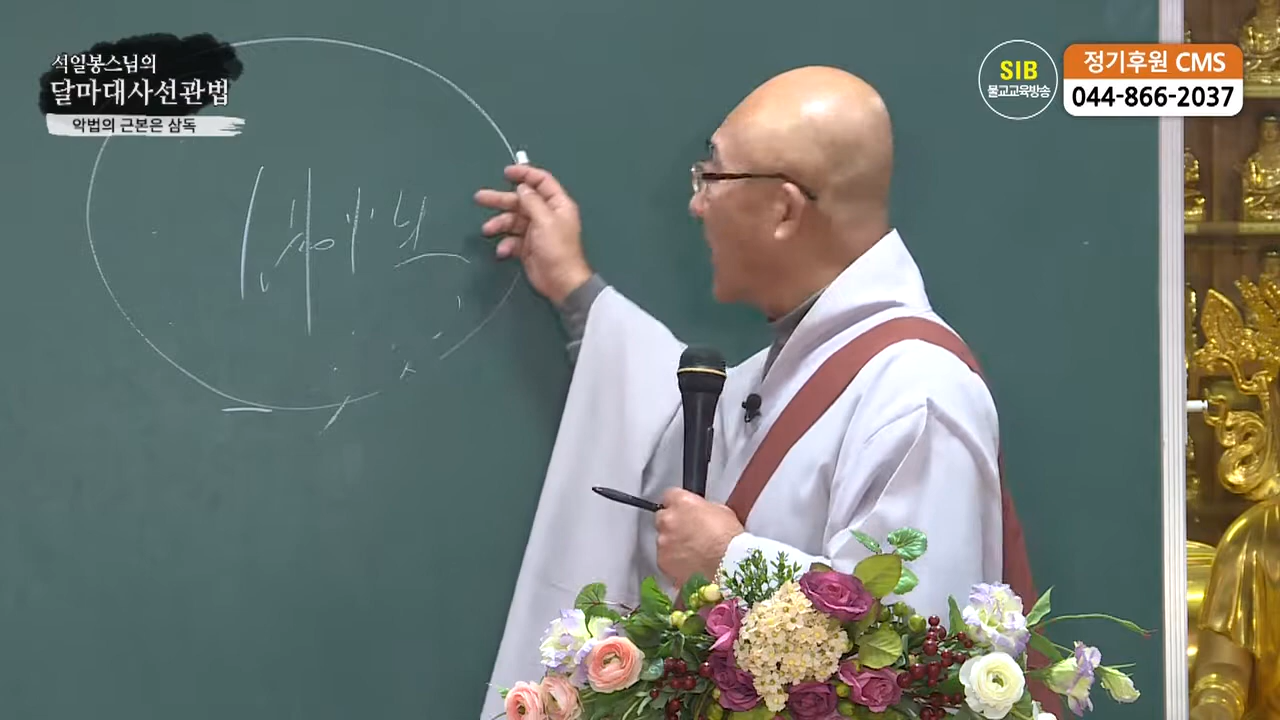 석일봉스님의
달마대사선관법
악법의 근본은 삼독
SIB
불교교육방송
정기후원 CMS
044-866-2037